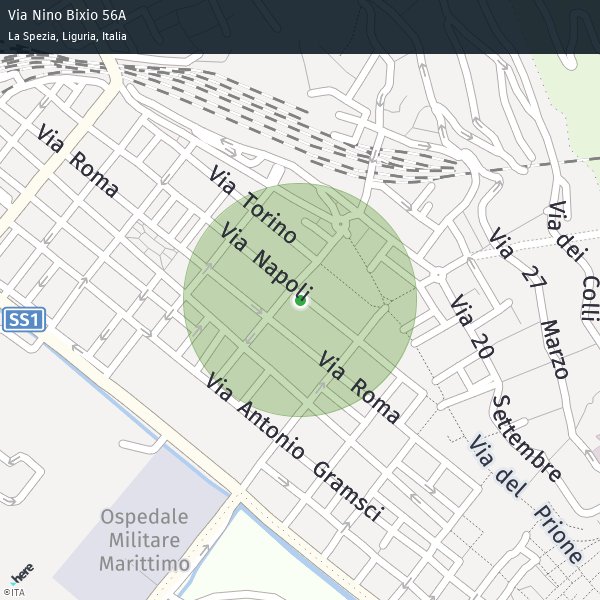 Via Nino Bixio 56A
La Spezia, Liguria, Italia
Via Roma
Via Torino
Via Napoli
Via dei Colli
Via 27 Marzo
SS1
Via 20 Settembre
Via Roma
Via Antonio Gramsci
Via del Prione
Ospedale
Militare
Marittimo
here
©ITA